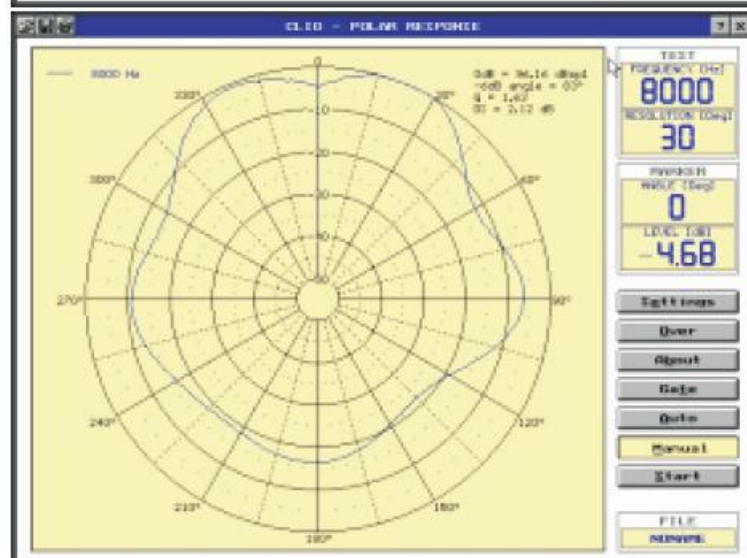 CLIO - POLAR RESPONSE
8000 Hz
0
0dB = 96.16 dBspl
-6dB angle = 83°
Q = 1.63
DI = 2.12 dB
330°
30°
-10
-20
300°
60°
-30
-40
-50
270°
90°
240°
120°
210°
150°
180°
TEST
FREQUENCY [Hz]
8000
RESOLUTION [Deg]
30
MARKER
ANGLE [Deg]
0
LEVEL [dB]
-4.68
Settings
Over
About
Gate
Auto
Manual
Start
FILE
NONAME